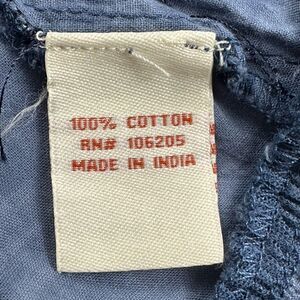 100% COTTON
RN# 106205
MADE IN INDIA